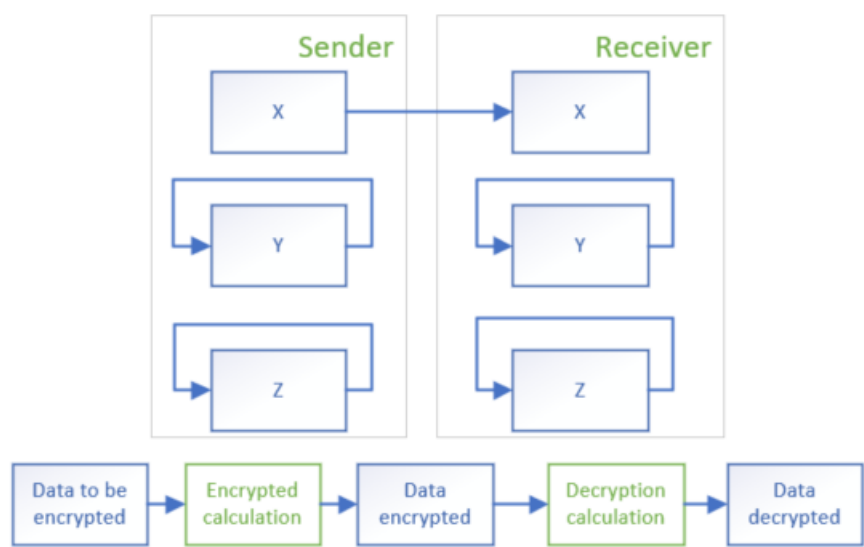 Sender
Receiver
X
X
Y
Y
Z
Z
Data to be
encrypted
Encrypted
calculation
Data
encrypted
Decryption
calculation
Data
decrypted